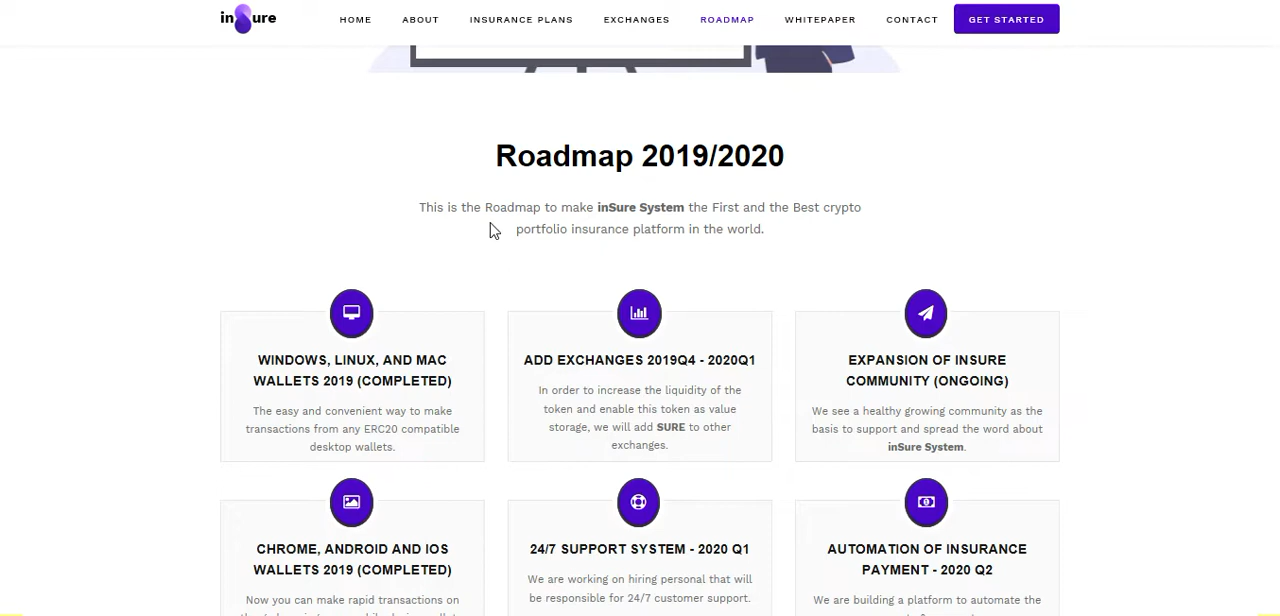 inSure
HOME ABOUT INSURANCE PLANS EXCHANGES ROADMAP WHITEPAPER CONTACT GET STARTED
Roadmap 2019/2020
This is the Roadmap to make inSure System the First and the Best crypto
portfolio insurance platform in the world.
WINDOWS, LINUX, AND MAC
WALLETS 2019 (COMPLETED)
The easy and convenient way to make
transactions from any ERC20 compatible
desktop wallets.
ADD EXCHANGES 2019Q4 - 2020Q1
In order to increase the liquidity of the
token and enable this token as value
storage, we will add SURE to other
exchanges.
EXPANSION OF INSURE
COMMUNITY (ONGOING)
We see a healthy growing community as the
basis to support and spread the word about
inSure System.
CHROME, ANDROID AND IOS
WALLETS 2019 (COMPLETED)
Now you can make rapid transactions on
24/7 SUPPORT SYSTEM - 2020 Q1
We are working on hiring personal that will
be responsible for 24/7 customer support.
AUTOMATION OF INSURANCE
PAYMENT - 2020 Q2
We are building a platform to automate the